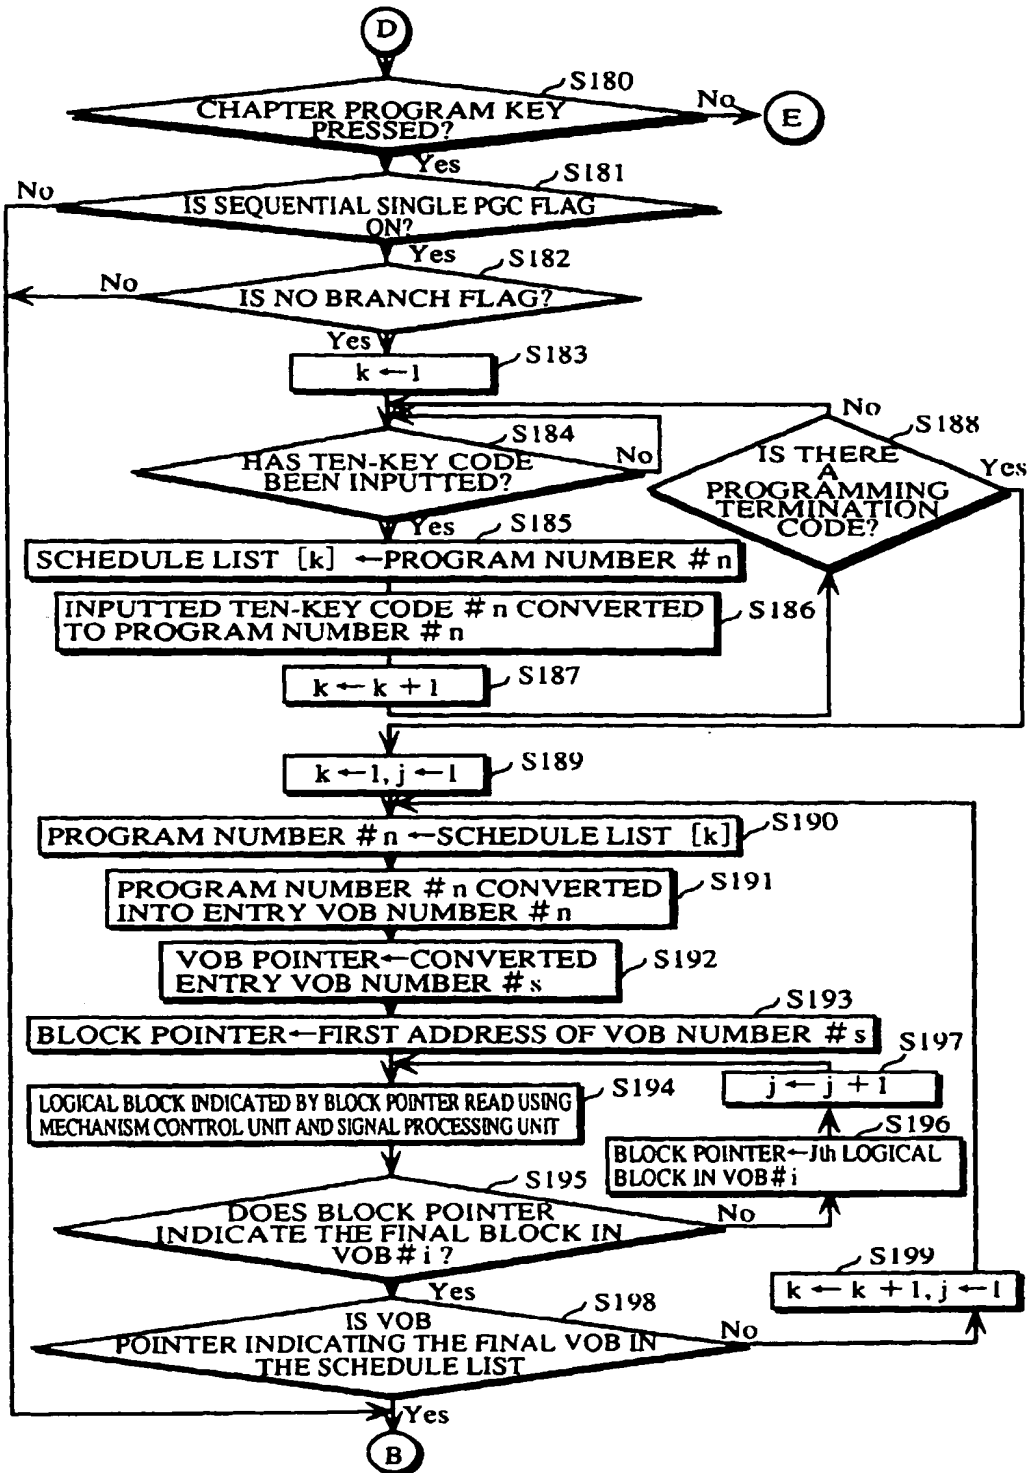 D
S180
CHAPTER PROGRAM KEY
PRESSED?
No
E
Yes
S181
No
IS SEQUENTIAL SINGLE PGC FLAG
ON?
Yes
S182
No
IS NO BRANCH FLAG?
Yes
S183
k ← 1
No
S184
S188
HAS TEN-KEY CODE
BEEN INPUTTED?
No
IS THERE
A
PROGRAMMING
TERMINATION
CODE?
Yes
Yes
S185
SCHEDULE LIST [k] ← PROGRAM NUMBER # n
INPUTTED TEN-KEY CODE # n CONVERTED
TO PROGRAM NUMBER # n
S186
k ← k + 1
S187
k ← 1, j ← 1
S189
PROGRAM NUMBER # n ← SCHEDULE LIST [k]
S190
PROGRAM NUMBER # n CONVERTED
INTO ENTRY VOB NUMBER # n
S191
VOB POINTER ← CONVERTED
ENTRY VOB NUMBER # s
S192
S193
BLOCK POINTER ← FIRST ADDRESS OF VOB NUMBER # s
S197
j ← j + 1
S194
LOGICAL BLOCK INDICATED BY BLOCK POINTER READ USING
MECHANISM CONTROL UNIT AND SIGNAL PROCESSING UNIT
S196
BLOCK POINTER ← Jth LOGICAL
BLOCK IN VOB # i
S195
DOES BLOCK POINTER
INDICATE THE FINAL BLOCK IN
VOB # i ?
No
S199
k ← k + 1, j ← 1
Yes
S198
IS VOB
POINTER INDICATING THE FINAL VOB IN
THE SCHEDULE LIST
No
Yes
B